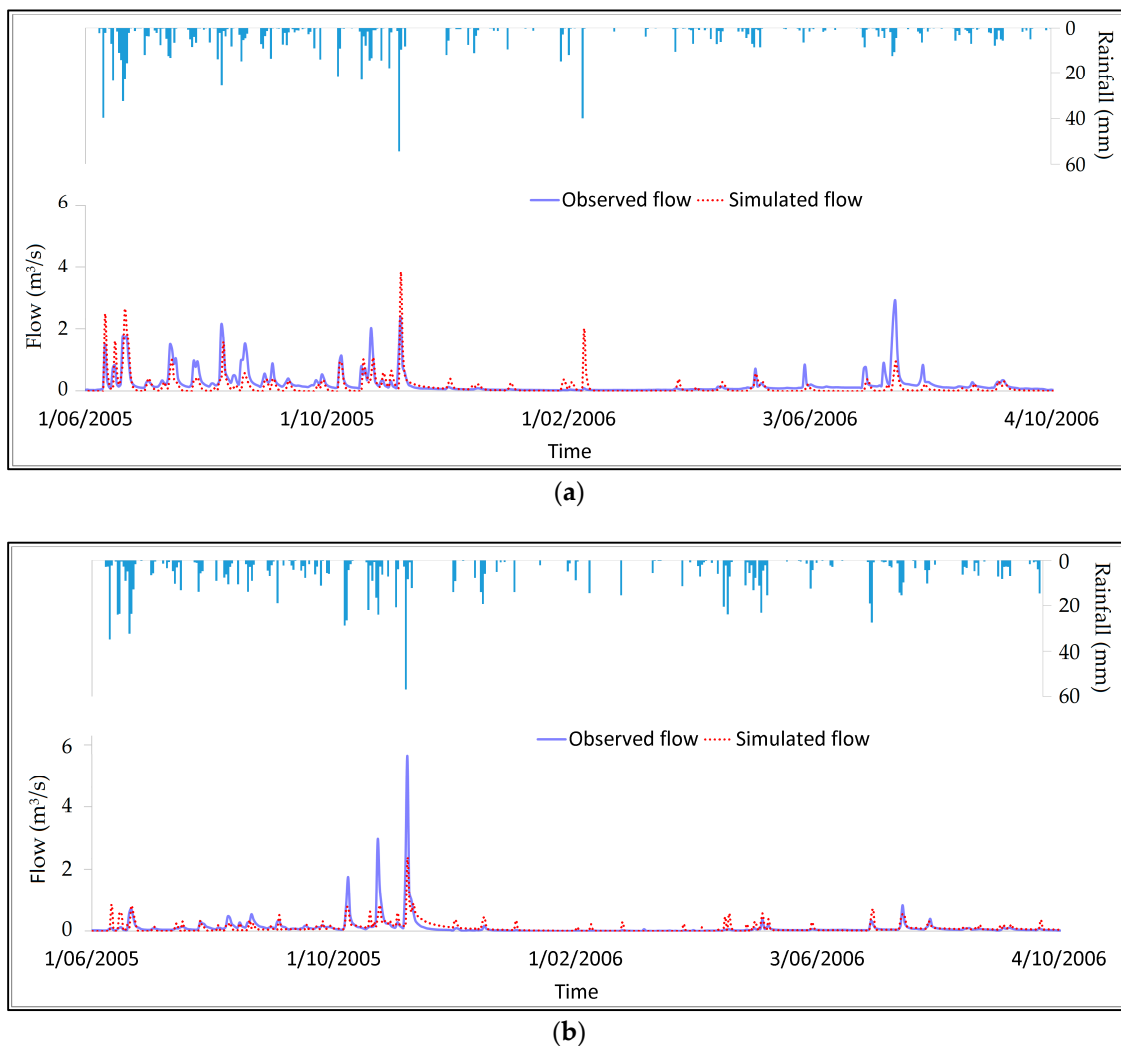 0
20
40
60
Rainfall (mm)
Observed flow Simulated flow
6
4
2
0
Flow (m³/s)
1/06/2005 1/10/2005 1/02/2006 3/06/2006 4/10/2006
Time
(a)
0
20
40
60
Rainfall (mm)
Observed flow Simulated flow
6
4
2
0
Flow (m³/s)
1/06/2005 1/10/2005 1/02/2006 3/06/2006 4/10/2006
Time
(b)